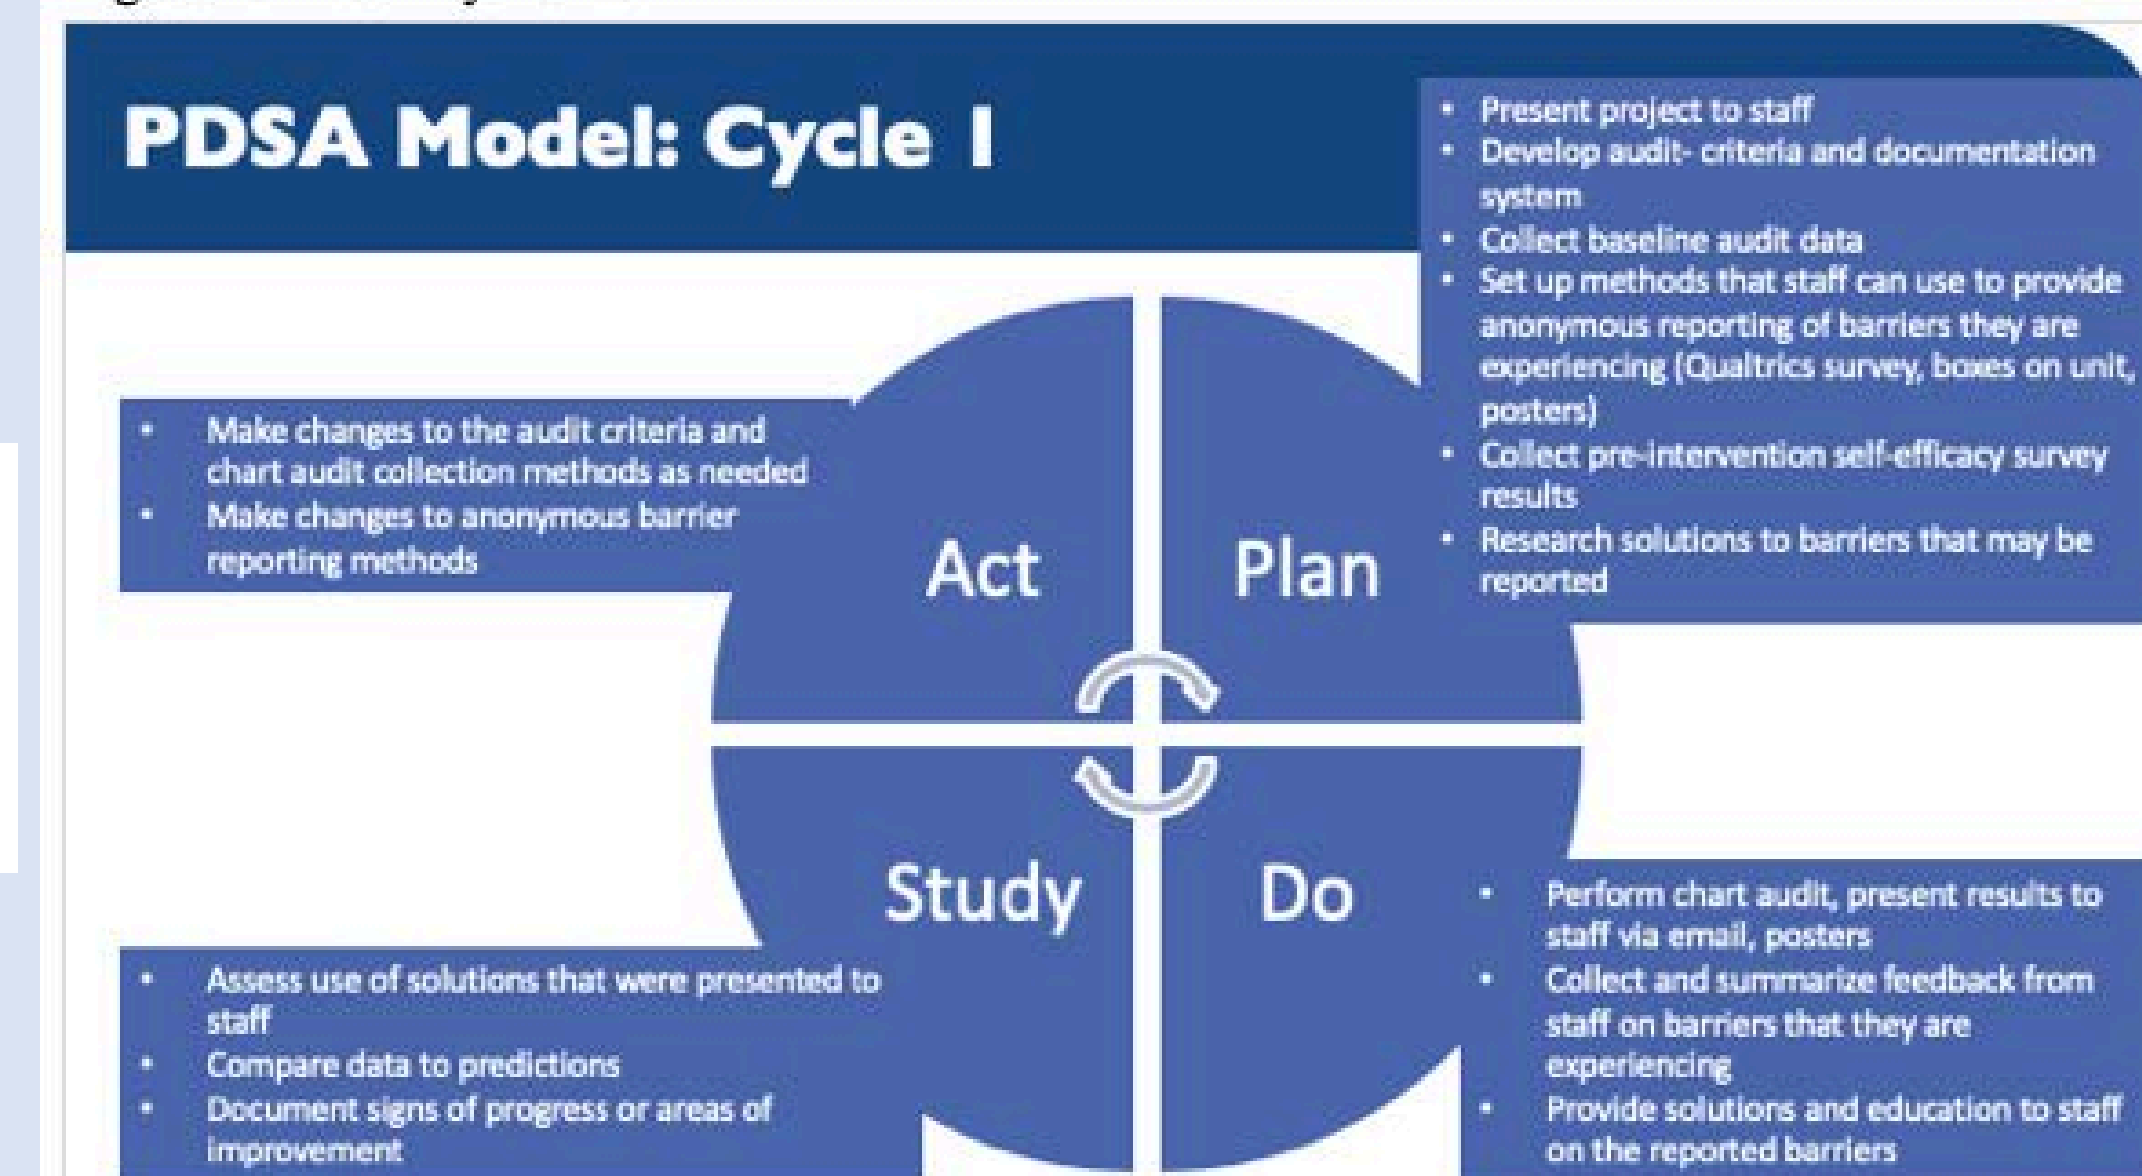 PDSA Model: Cycle 1
• Present project to staff
• Develop audit- criteria and documentation
system
• Collect baseline audit data
• Set up methods that staff can use to provide
anonymous reporting of barriers they are
experiencing (Qualtrics survey, boxes on unit,
posters)
• Collect pre-intervention self-efficacy survey
results
• Research solutions to barriers that may be
reported
• Make changes to the audit criteria and
chart audit collection methods as needed
• Make changes to anonymous barrier
reporting methods
Act
Plan
Study
Do
• Perform chart audit, present results to
staff via email, posters
• Collect and summarize feedback from
staff on barriers that they are
experiencing
• Provide solutions and education to staff
on the reported barriers
• Assess use of solutions that were presented to
staff
• Compare data to predictions
• Document signs of progress or areas of
improvement